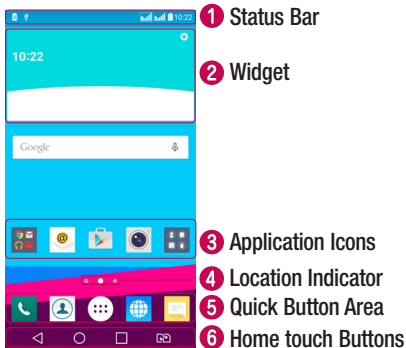 10:22
1 Status Bar
10:22
2 Widget
Google
3 Application Icons
4 Location Indicator
5 Quick Button Area
6 Home touch Buttons